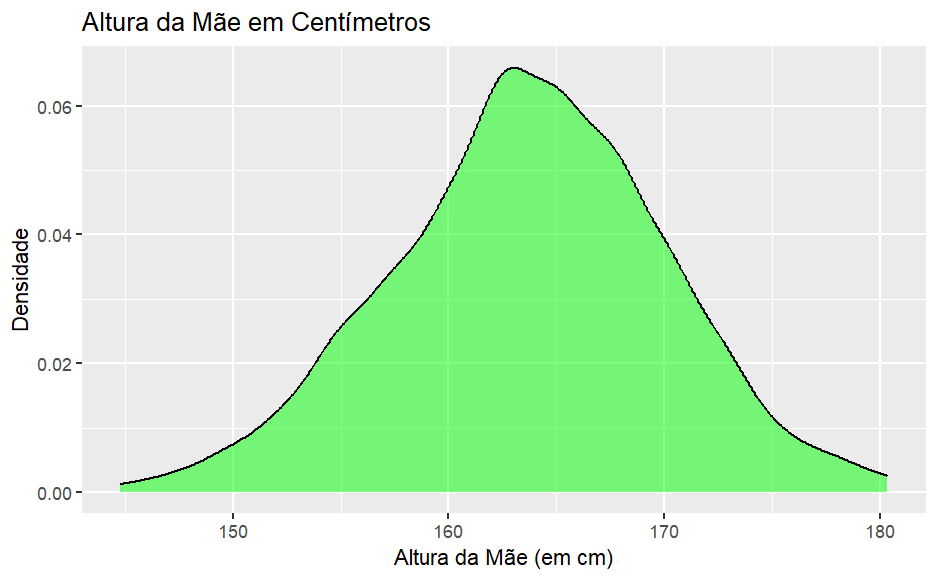 Altura da Mãe em Centímetros
Densidade
0.06
0.04
0.02
0.00
150 160 170 180
Altura da Mãe (em cm)